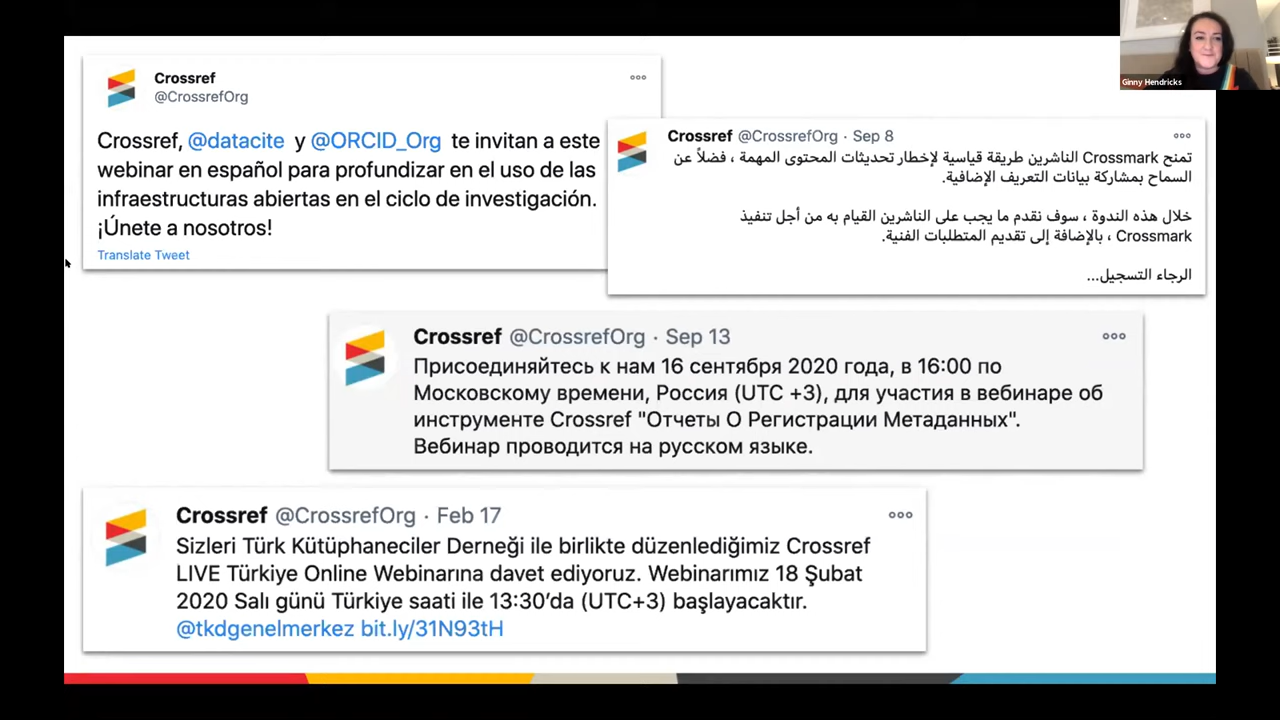 Crossref
@CrossrefOrg
Crossref, @datacite y @ORCID_Org te invitan a este
webinar en español para profundizar en el uso de las
infraestructuras abiertas en el ciclo de investigación.
¡Únete a nosotros!
Translate Tweet
Ginny Hendricks
Crossref @CrossrefOrg · Sep 8
تمنح Crossmark الناشرين طريقة قياسية لإخطار تحديثات المحتوى المهمة ، فضلاً عن
السماح بمشاركة بيانات التعريف الإضافية.
خلال هذه الندوة ، سوف نقدم ما يجب على الناشرين القيام به من أجل تنفيذ
Crossmark ، بالإضافة إلى تقديم المتطلبات الفنية.
الرجاء التسجيل...
Crossref @CrossrefOrg · Sep 13
Присоединяйтесь к нам 16 сентября 2020 года, в 16:00 по
Московскому времени, Россия (UTC +3), для участия в вебинаре об
инструменте Crossref "Отчеты О Регистрации Метаданных".
Вебинар проводится на русском языке.
Crossref @CrossrefOrg · Feb 17
Sizleri Türk Kütüphaneciler Derneği ile birlikte düzenlediğimiz Crossref
LIVE Türkiye Online Webinarına davet ediyoruz. Webinarımız 18 Şubat
2020 Salı günü Türkiye saati ile 13:30’da (UTC+3) başlayacaktır.
@tkdgenelmerkez bit.ly/31N93tH